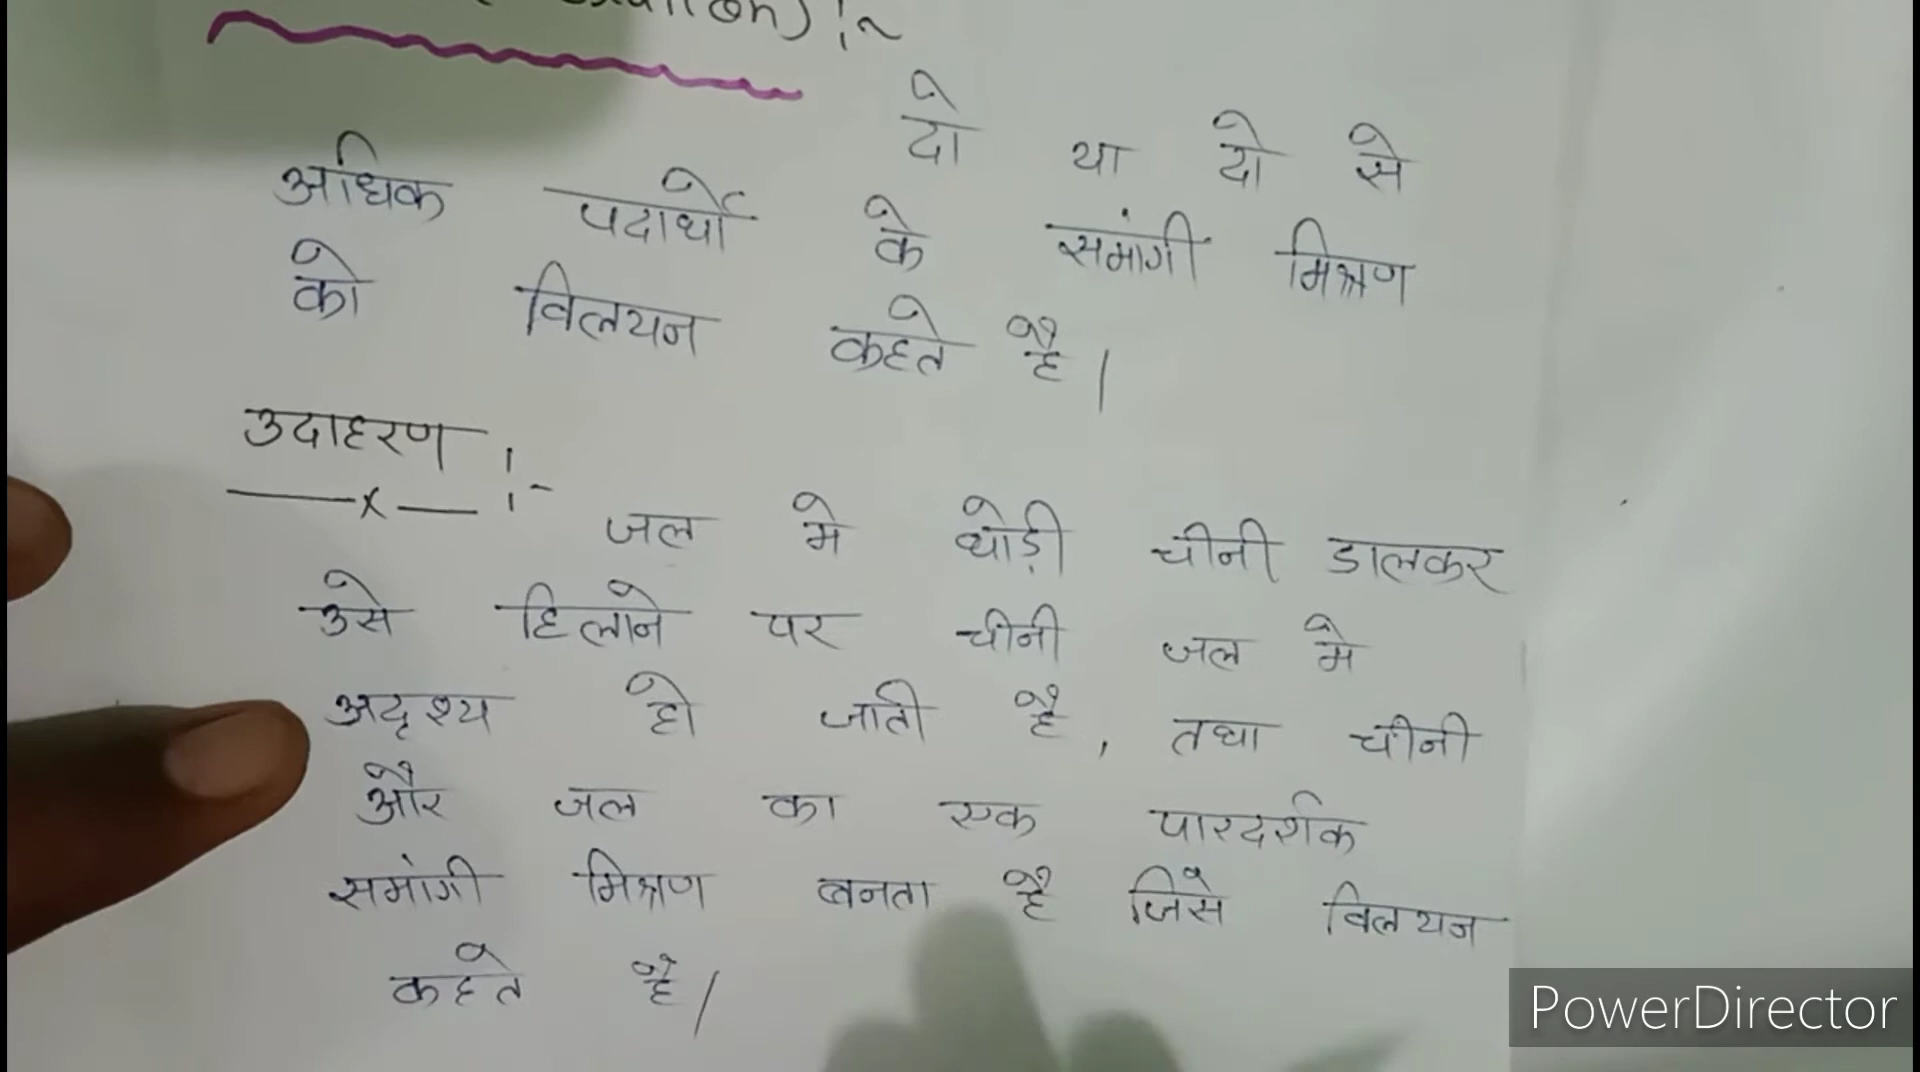 दो या दो से
अधिक पदार्थों के समांगी मिश्रण
को विलयन कहते है।
उदाहरण :-
जल मे थोड़ी चीनी डालकर
उसे हिलाने पर चीनी जल मे
अदृश्य हो जाती है, तथा चीनी
और जल का एक पारदर्शक
समांगी मिश्रण बनता है जिसे विलयन
कहते है।
PowerDirector